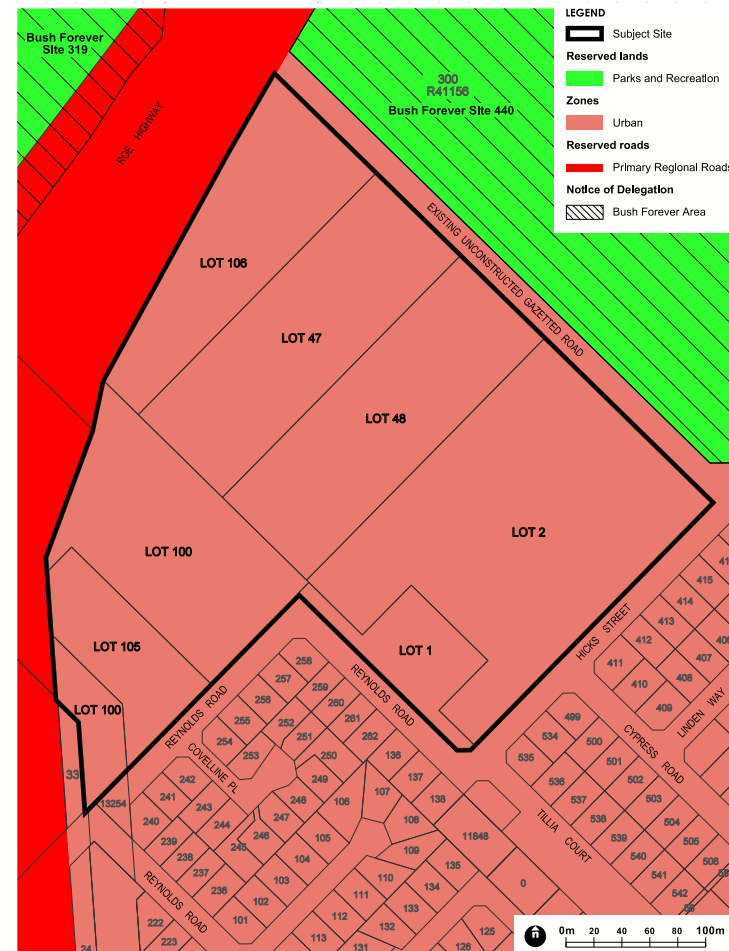 LEGEND
Subject Site
Reserved lands
Parks and Recreation
Zones
Urban
Reserved roads
Primary Regional Roads
Notice of Delegation
Bush Forever Area
Bush Forever
Site 319
300
R41156
Bush Forever Site 440
ROE HIGHWAY
EXISTING UNCONSTRUCTED GAZETTED ROAD
LOT 106
LOT 47
LOT 48
LOT 2
LOT 100
LOT 105
LOT 1
LOT 100
HICKS STREET
REYNOLDS ROAD
REYNOLDS ROAD
COVELLINE PL
LINDEN WAY
CYPRESS ROAD
TILLIA COURT
REYNOLDS ROAD
415
414
413
412
411
410
409
408
407
406
258
257
259
256
260
255
252
261
254
251
262
253
250
136
249
137
107
138
242
241
243
248
106
240
244
247
108
239
245
246
105
11848
238
104
109
135
237
103
110
134
236
102
111
133
101
112
132
113
131
125
126
0
33
13254
222
223
24
499
534
500
535
501
536
502
537
503
538
504
539
505
540
506
541
542
n
0m 20 40 60 80 100m